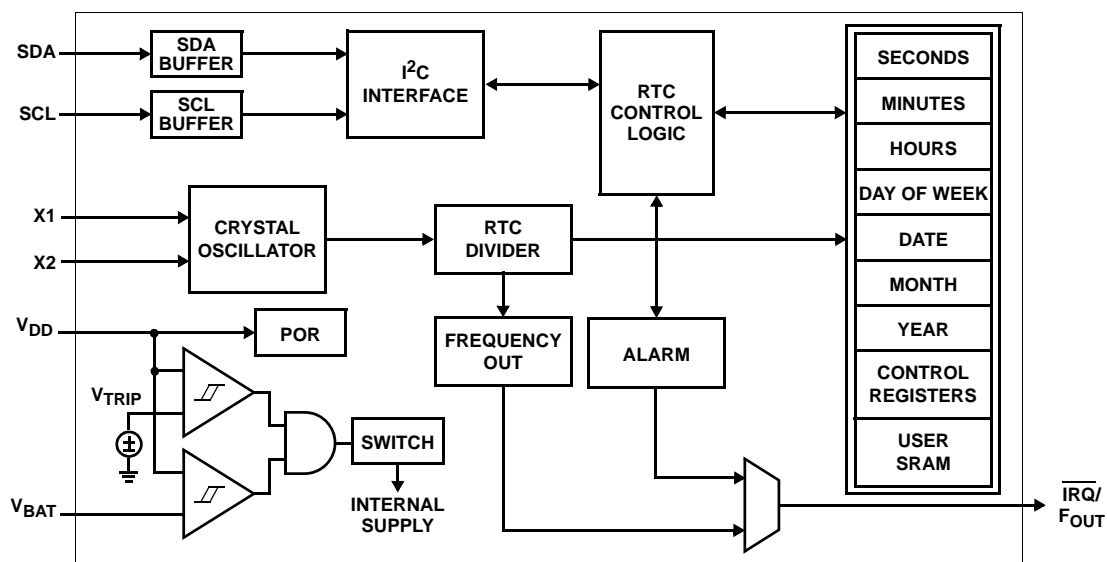 SDA
SDA
BUFFER
SCL
SCL
BUFFER
I²C
INTERFACE
RTC
CONTROL
LOGIC
SECONDS
MINUTES
HOURS
DAY OF WEEK
DATE
MONTH
YEAR
CONTROL
REGISTERS
USER
SRAM
X1
X2
CRYSTAL
OSCILLATOR
RTC
DIVIDER
FREQUENCY
OUT
ALARM
VDD
POR
VTRIP
VBAT
SWITCH
INTERNAL
SUPPLY
IRQ/
FOUT